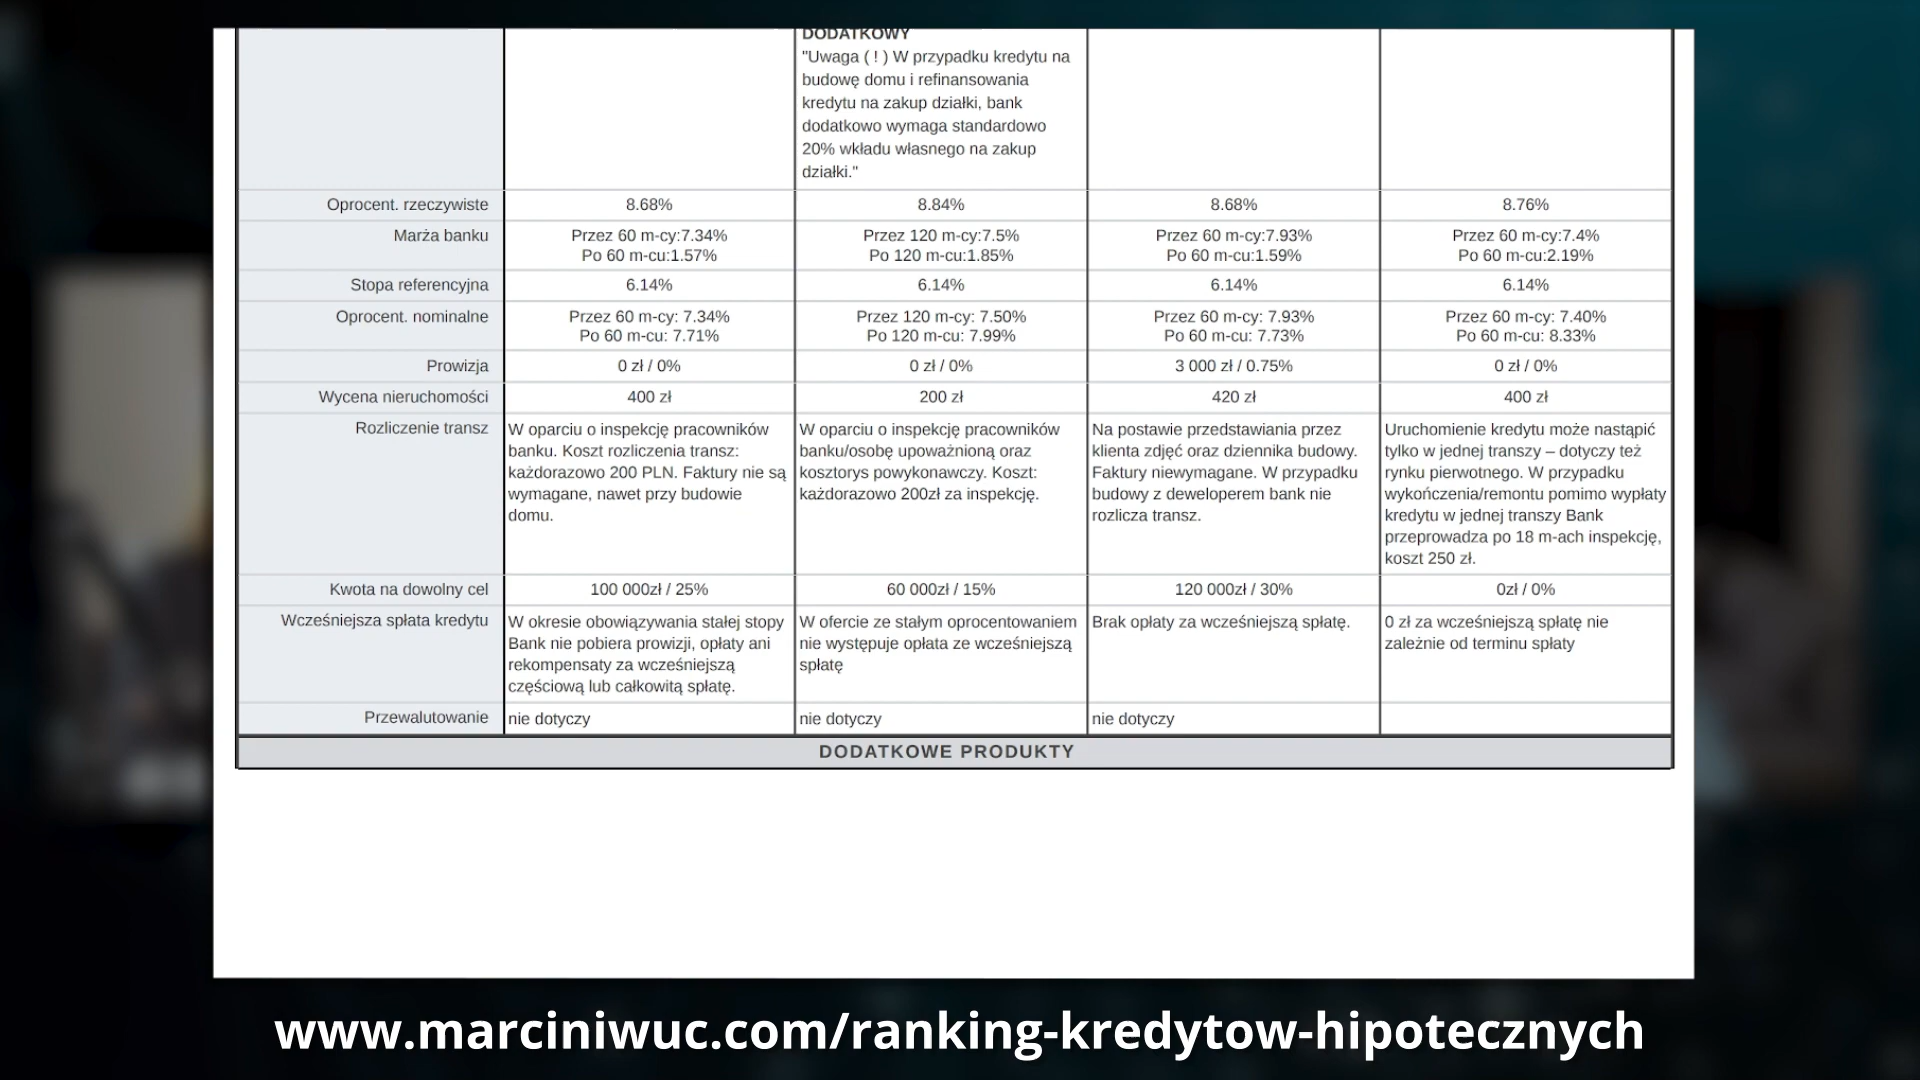 DODATKOWY
"Uwaga ( ! ) W przypadku kredytu na
budowę domu i refinansowania
kredytu na zakup działki, bank
dodatkowo wymaga standardowo
20% wkładu własnego na zakup
działki."
Oprocent. rzeczywiste 8.68% 8.84% 8.68% 8.76%
Marża banku
Przez 60 m-cy:7.34%
Po 60 m-cu:1.57%
Przez 120 m-cy:7.5%
Po 120 m-cu:1.85%
Przez 60 m-cy:7.93%
Po 60 m-cu:1.59%
Przez 60 m-cy:7.4%
Po 60 m-cu:2.19%
Stopa referencyjna 6.14% 6.14% 6.14% 6.14%
Oprocent. nominalne
Przez 60 m-cy: 7.34%
Po 60 m-cu: 7.71%
Przez 120 m-cy: 7.50%
Po 120 m-cu: 7.99%
Przez 60 m-cy: 7.93%
Po 60 m-cu: 7.73%
Przez 60 m-cy: 7.40%
Po 60 m-cu: 8.33%
Prowizja 0 zł / 0% 0 zł / 0% 3 000 zł / 0.75% 0 zł / 0%
Wycena nieruchomości 400 zł 200 zł 420 zł 400 zł
Rozliczenie transz
W oparciu o inspekcję pracowników
banku. Koszt rozliczenia transz:
każdorazowo 200 PLN. Faktury nie są
wymagane, nawet przy budowie
domu.
W oparciu o inspekcję pracowników
banku/osobę upoważnioną oraz
kosztorys powykonawczy. Koszt:
każdorazowo 200zł za inspekcję.
Na postawie przedstawiania przez
klienta zdjęć oraz dziennika budowy.
Faktury niewymagane. W przypadku
budowy z deweloperem bank nie
rozlicza transz.
Uruchomienie kredytu może nastąpić
tylko w jednej transzy – dotyczy też
rynku pierwotnego. W przypadku
wykończenia/remontu pomimo wypłaty
kredytu w jednej transzy Bank
przeprowadza po 18 m-ach inspekcję,
koszt 250 zł.
Kwota na dowolny cel 100 000zł / 25% 60 000zł / 15% 120 000zł / 30% 0zł / 0%
Wcześniejsza spłata kredytu
W okresie obowiązywania stałej stopy
Bank nie pobiera prowizji, opłaty ani
rekompensaty za wcześniejszą
częściową lub całkowitą spłatę.
W ofercie ze stałym oprocentowaniem
nie występuje opłata ze wcześniejszą
spłatę
Brak opłaty za wcześniejszą spłatę.
0 zł za wcześniejszą spłatę nie
zależnie od terminu spłaty
Przewalutowanie nie dotyczy nie dotyczy nie dotyczy
DODATKOWE PRODUKTY
www.marciniwuc.com/ranking-kredytow-hipotecznych